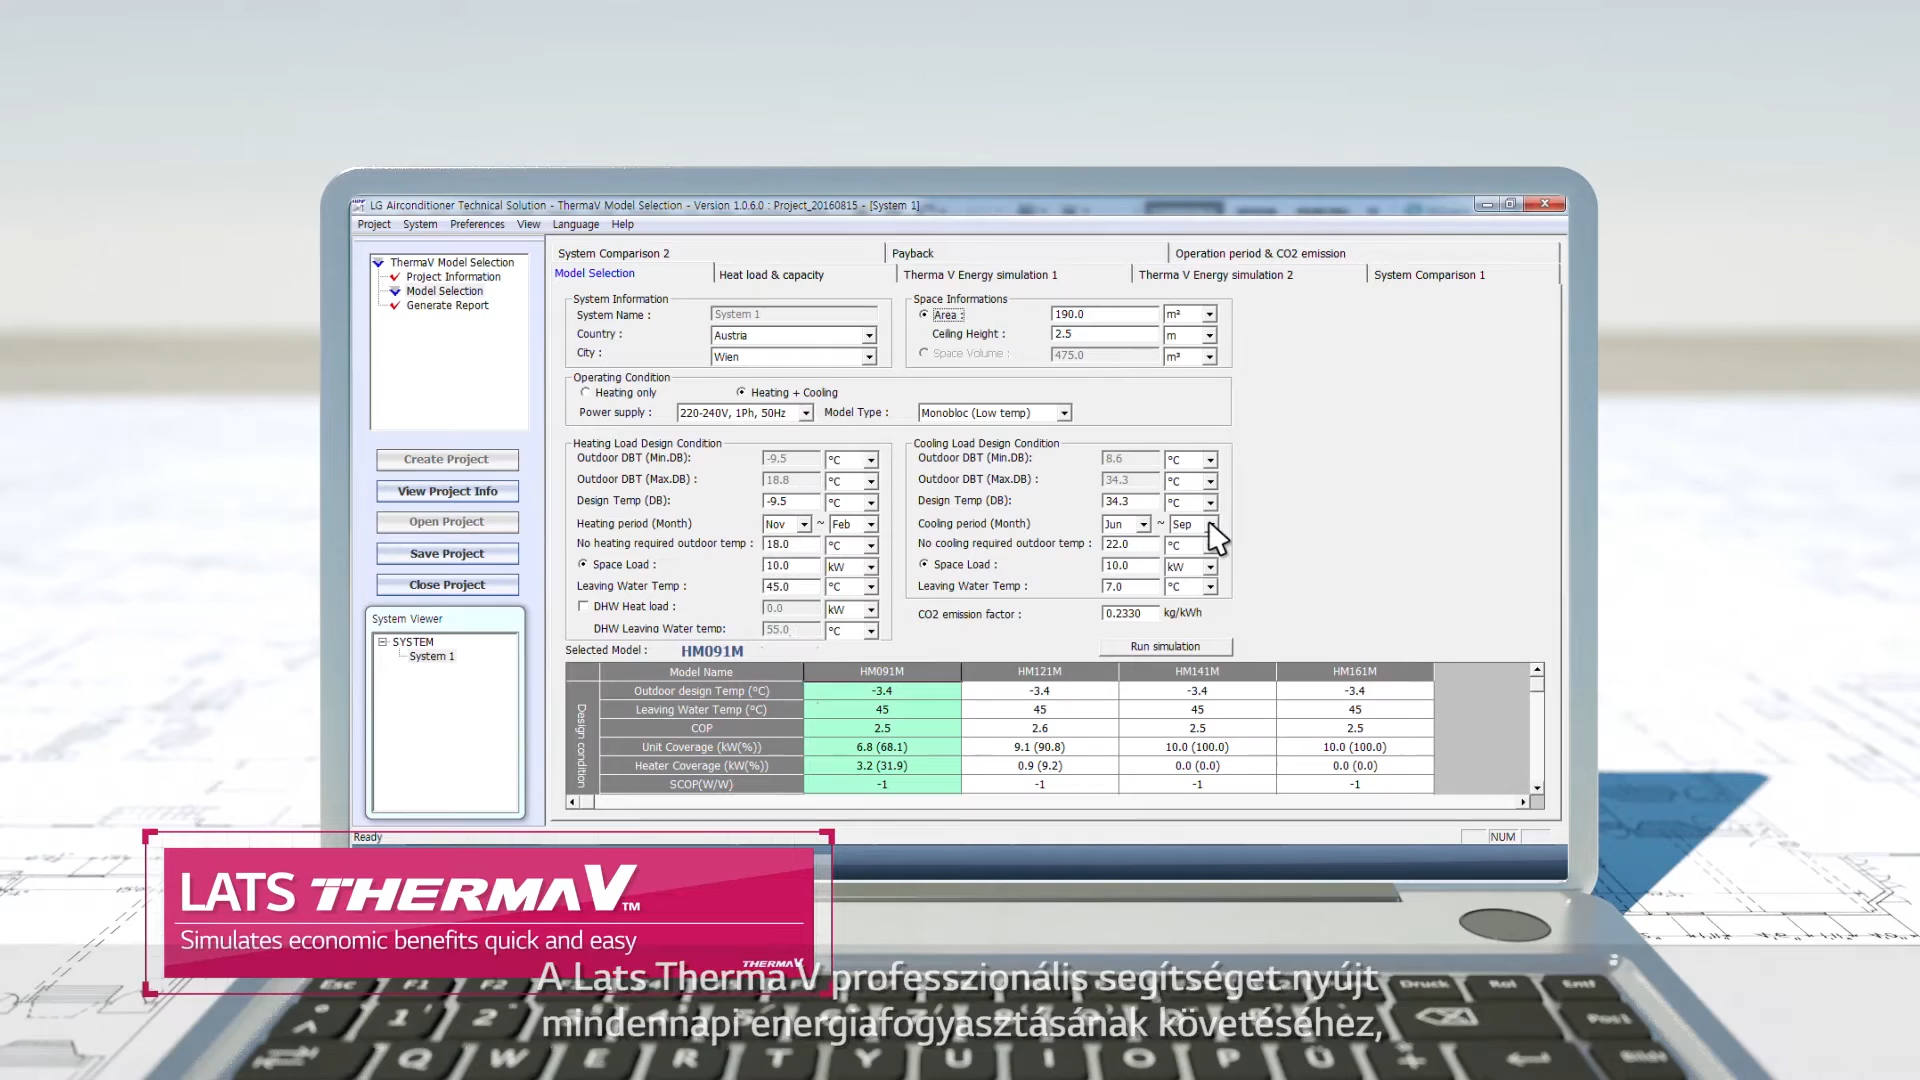 LG Airconditioner Technical Solution - ThermaV Model Selection - Version 1.0.6.0 : Project_20160815 - [System 1]
Project System Preferences View Language Help
ThermaV Model Selection
Project Information
Model Selection
Generate Report
Create Project
View Project Info
Open Project
Save Project
Close Project
System Viewer
SYSTEM
System 1
System Comparison 2 Payback Operation period & CO2 emission
Model Selection Heat load & capacity Therma V Energy simulation 1 Therma V Energy simulation 2 System Comparison 1
System Information
System Name : System 1
Country : Austria
City : Wien
Space Informations
Area : 190.0 m²
Ceiling Height : 2.5 m
Space Volume : 475.0 m³
Operating Condition
Heating only Heating + Cooling
Power supply : 220-240V, 1Ph, 50Hz Model Type : Monobloc (Low temp)
Heating Load Design Condition
Outdoor DBT (Min.DB): -9.5 °C
Outdoor DBT (Max.DB) : 18.8 °C
Design Temp (DB): -9.5 °C
Heating period (Month) Nov ~ Feb
No heating required outdoor temp : 18.0 °C
Space Load : 10.0 kW
Leaving Water Temp : 45.0 °C
DHW Heat load : 0.0 kW
DHW Leaving Water temp: 55.0 °C
Cooling Load Design Condition
Outdoor DBT (Min.DB): 8.6 °C
Outdoor DBT (Max.DB): 34.3 °C
Design Temp (DB): 34.3 °C
Cooling period (Month) Jun ~ Sep
No cooling required outdoor temp : 22.0 °C
Space Load : 10.0 kW
Leaving Water Temp : 7.0 °C
CO2 emission factor : 0.2330 kg/kWh
Selected Model : HM091M Run simulation
Design condition
Model Name HM091M HM121M HM141M HM161M
Outdoor design Temp (°C) -3.4 -3.4 -3.4 -3.4
Leaving Water Temp (°C) 45 45 45 45
COP 2.5 2.6 2.5 2.5
Unit Coverage (kW(%)) 6.8 (68.1) 9.1 (90.8) 10.0 (100.0) 10.0 (100.0)
Heater Coverage (kW(%)) 3.2 (31.9) 0.9 (9.2) 0.0 (0.0) 0.0 (0.0)
SCOP(W/W) -1 -1 -1 -1
Ready NUM
LATS THERMAV™
Simulates economic benefits quick and easy
THERMAV
A Lats Therma V professzionális segítséget nyújt
mindennapi energiafogyasztásának követéséhez,
Esc F1 F2 Druck Rol Entf
1 2 Pos1
Q W E R T Y U I O P Ü